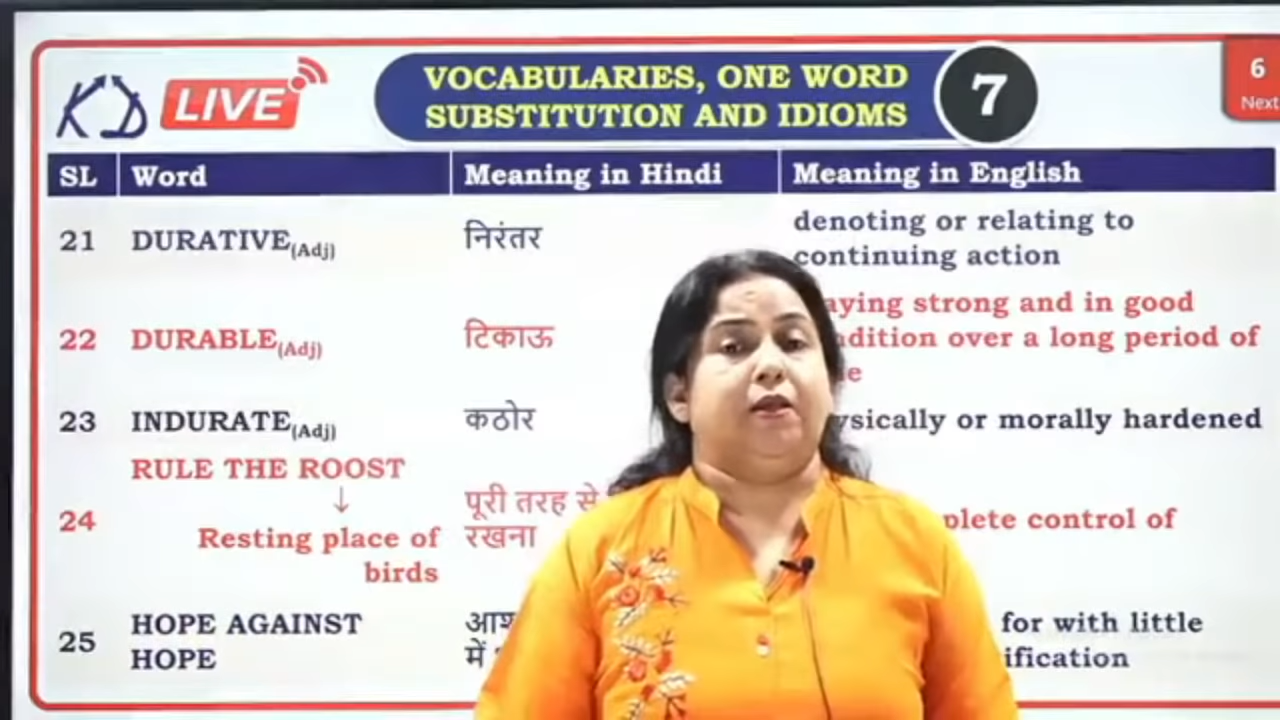 KD LIVE
VOCABULARIES, ONE WORD
SUBSTITUTION AND IDIOMS
7
6
Next
SL Word Meaning in Hindi Meaning in English
21 DURATIVE(Adj) निरंतर denoting or relating to
continuing action
22 DURABLE(Adj) टिकाऊ strong and in good
over a long period of
23 INDURATE(Adj) कठोर or morally hardened
RULE THE ROOST
↓
24 पूरी तरह से control of
Resting place of रखना
birds
25 HOPE AGAINST for with little
HOPE में